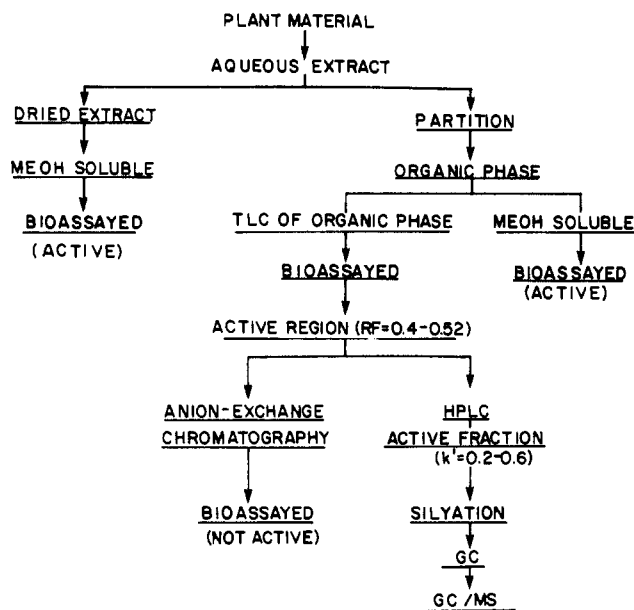 PLANT MATERIAL
AQUEOUS EXTRACT
DRIED EXTRACT
PARTITION
MEOH SOLUBLE
ORGANIC PHASE
BIOASSAYED
(ACTIVE)
TLC OF ORGANIC PHASE
MEOH SOLUBLE
BIOASSAYED
BIOASSAYED
(ACTIVE)
ACTIVE REGION (RF=0.4-0.52)
ANION-EXCHANGE
CHROMATOGRAPHY
HPLC
ACTIVE FRACTION
(k'=0.2-0.6)
BIOASSAYED
(NOT ACTIVE)
SILYATION
GC
GC/MS